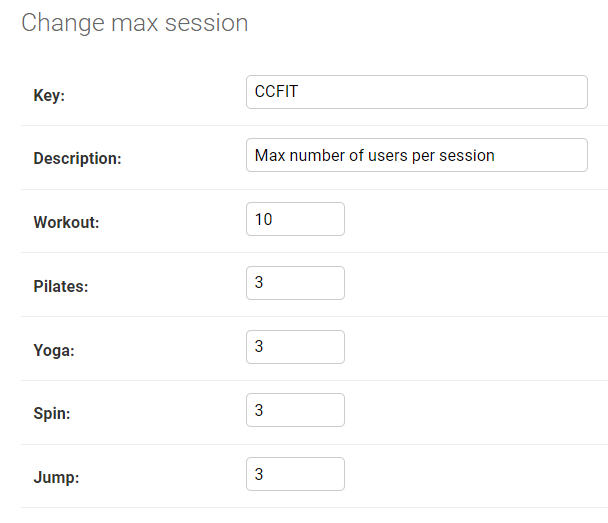 Change max session
Key: CCFIT
Description: Max number of users per session
Workout: 10
Pilates: 3
Yoga: 3
Spin: 3
Jump: 3